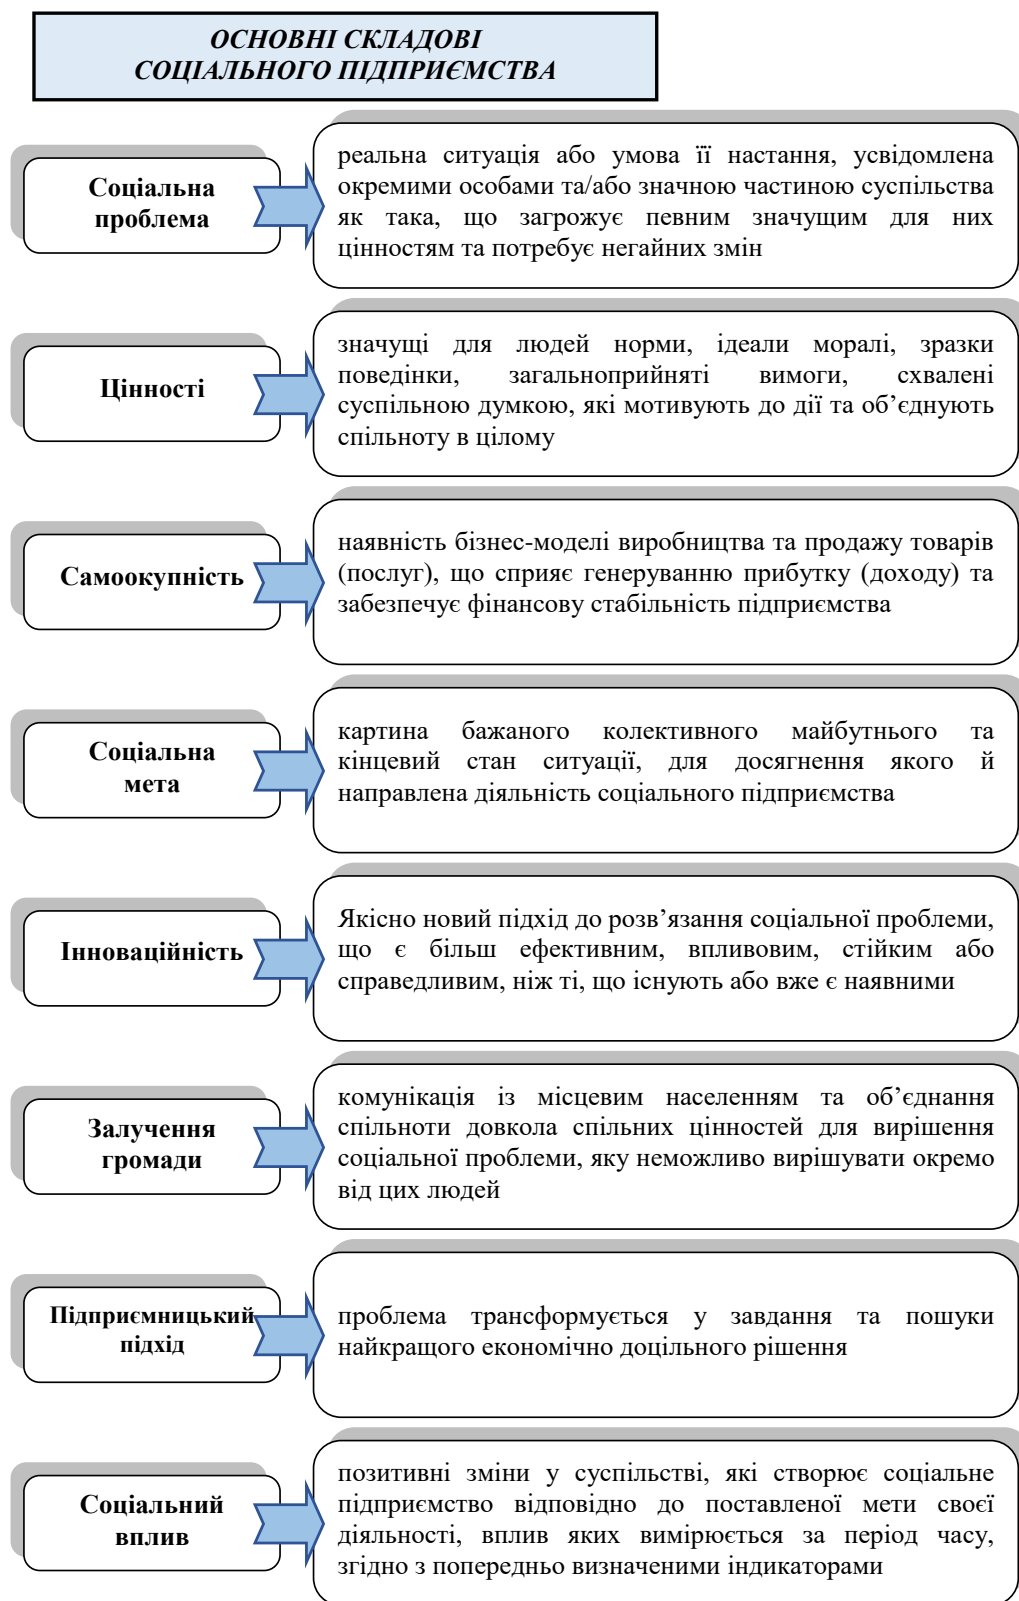 ОСНОВНІ СКЛАДОВІ
СОЦІАЛЬНОГО ПІДПРИЄМСТВА
Соціальна
проблема
реальна ситуація або умова її настання, усвідомлена
окремими особами та/або значною частиною суспільства
як така, що загрожує певним значущим для них
цінностям та потребує негайних змін
Цінності
значущі для людей норми, ідеали моралі, зразки
поведінки, загальноприйняті вимоги, схвалені
суспільною думкою, які мотивують до дії та об’єднують
спільноту в цілому
Самоокупність
наявність бізнес-моделі виробництва та продажу товарів
(послуг), що сприяє генеруванню прибутку (доходу) та
забезпечує фінансову стабільність підприємства
Соціальна
мета
картина бажаного колективного майбутнього та
кінцевий стан ситуації, для досягнення якого й
направлена діяльність соціального підприємства
Інноваційність
Якісно новий підхід до розв’язання соціальної проблеми,
що є більш ефективним, впливовим, стійким або
справедливим, ніж ті, що існують або вже є наявними
Залучення
громади
комунікація із місцевим населенням та об’єднання
спільноти довкола спільних цінностей для вирішення
соціальної проблеми, яку неможливо вирішувати окремо
від цих людей
Підприємницький
підхід
проблема трансформується у завдання та пошуки
найкращого економічно доцільного рішення
Соціальний
вплив
позитивні зміни у суспільстві, які створює соціальне
підприємство відповідно до поставленої мети своєї
діяльності, вплив яких вимірюється за період часу,
згідно з попередньо визначеними індикаторами